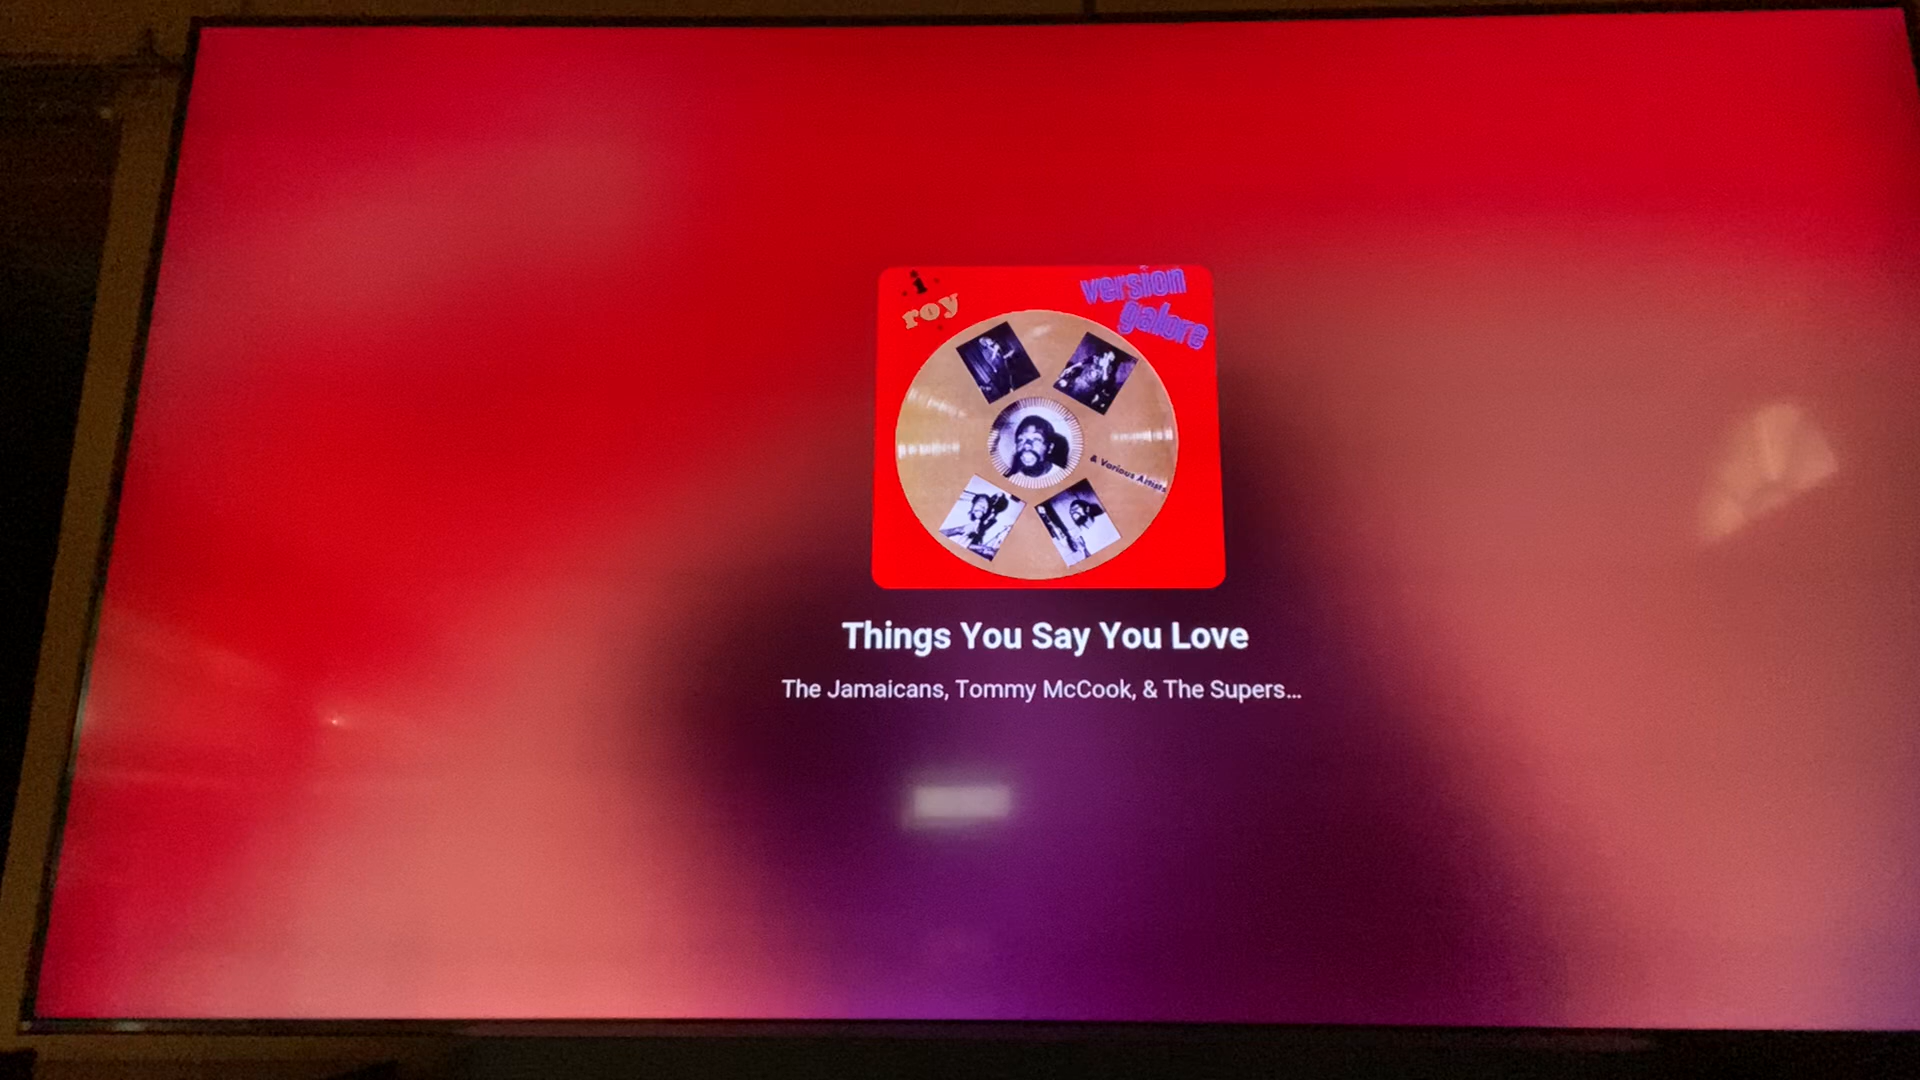 i
roy
version
galore
& Various Artists
Things You Say You Love
The Jamaicans, Tommy McCook, & The Supers...